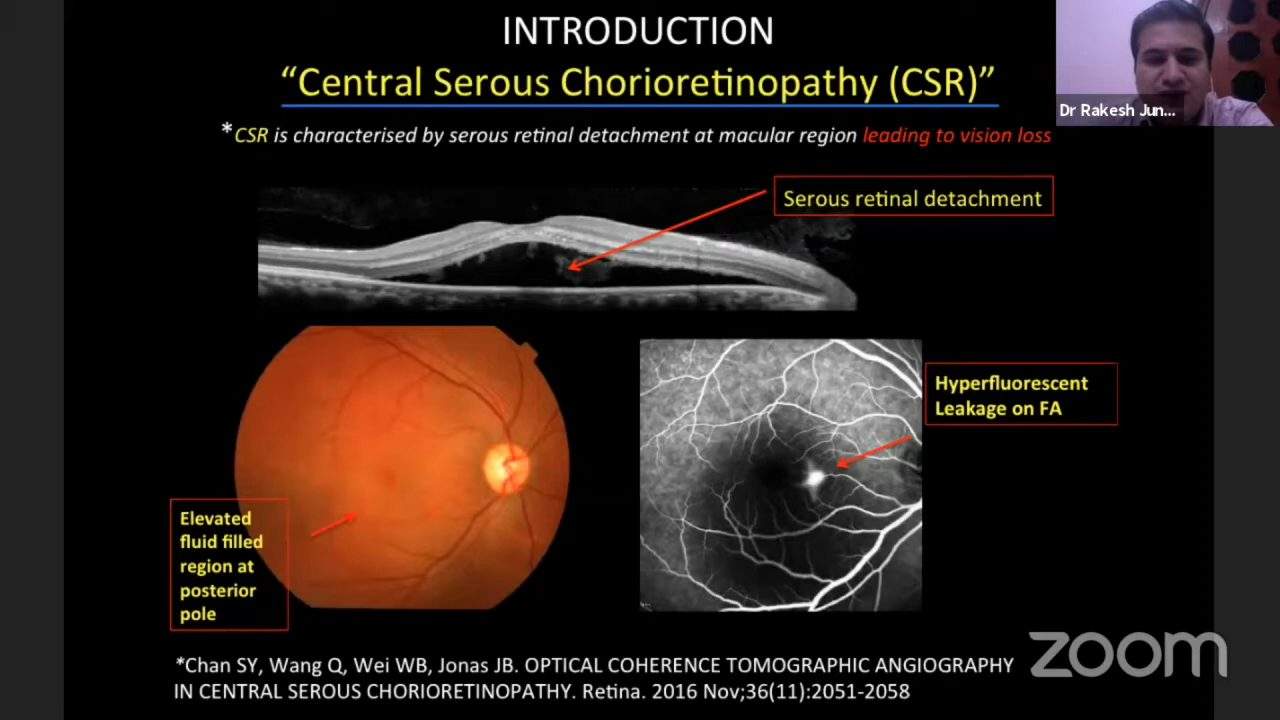 INTRODUCTION
“Central Serous Chorioretinopathy (CSR)”
*CSR is characterised by serous retinal detachment at macular region leading to vision loss
Dr Rakesh Jun...
Serous retinal detachment
Hyperfluorescent
Leakage on FA
Elevated
fluid filled
region at
posterior
pole
*Chan SY, Wang Q, Wei WB, Jonas JB. OPTICAL COHERENCE TOMOGRAPHIC ANGIOGRAPHY
IN CENTRAL SEROUS CHORIORETINOPATHY. Retina. 2016 Nov;36(11):2051-2058
zoom